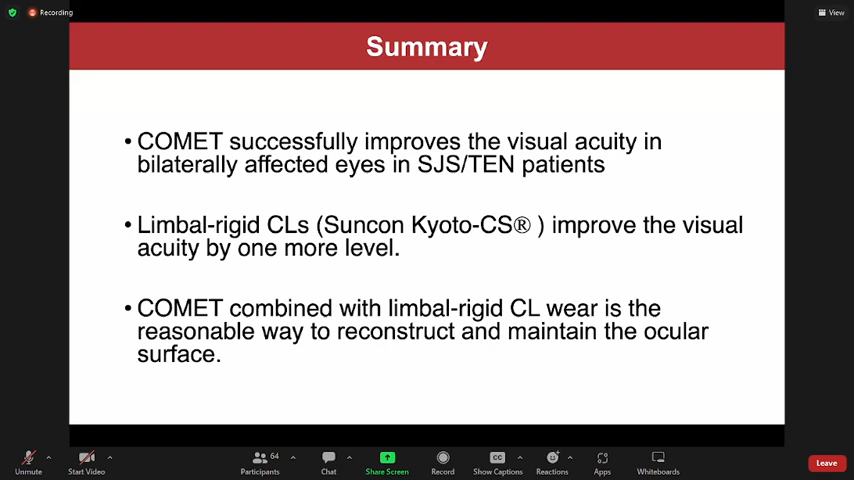 Recording
View
Summary
• COMET successfully improves the visual acuity in
bilaterally affected eyes in SJS/TEN patients
• Limbal-rigid CLs (Suncon Kyoto-CS® ) improve the visual
acuity by one more level.
• COMET combined with limbal-rigid CL wear is the
reasonable way to reconstruct and maintain the ocular
surface.
64
CC
Unmute Start Video Participants Chat Share Screen Record Show Captions Reactions Apps Whiteboards Leave